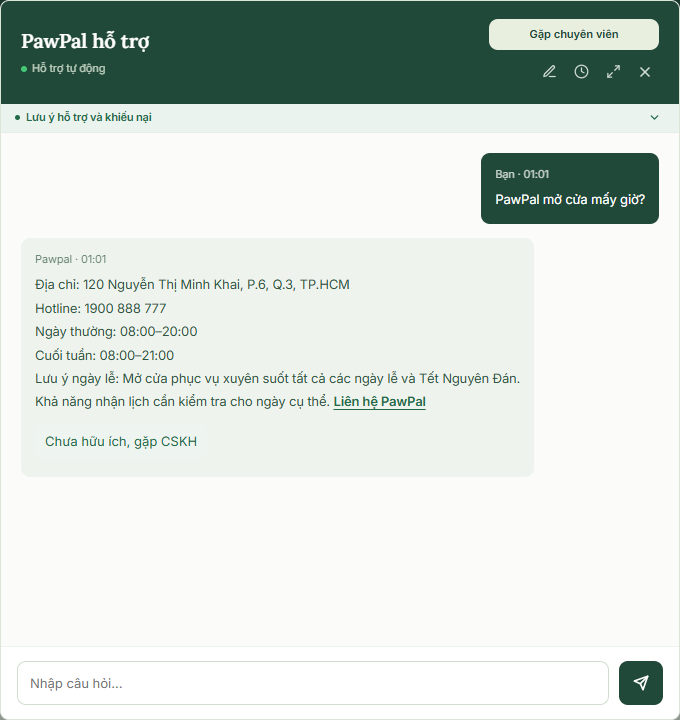 PawPal hỗ trợ
Gặp chuyên viên
Hỗ trợ tự động
Lưu ý hỗ trợ và khiếu nại
Bạn · 01:01
PawPal mở cửa mấy giờ?
Pawpal · 01:01
Địa chỉ: 120 Nguyễn Thị Minh Khai, P.6, Q.3, TP.HCM
Hotline: 1900 888 777
Ngày thường: 08:00–20:00
Cuối tuần: 08:00–21:00
Lưu ý ngày lễ: Mở cửa phục vụ xuyên suốt tất cả các ngày lễ và Tết Nguyên Đán.
Khả năng nhận lịch cần kiểm tra cho ngày cụ thể. Liên hệ PawPal
Chưa hữu ích, gặp CSKH
Nhập câu hỏi...